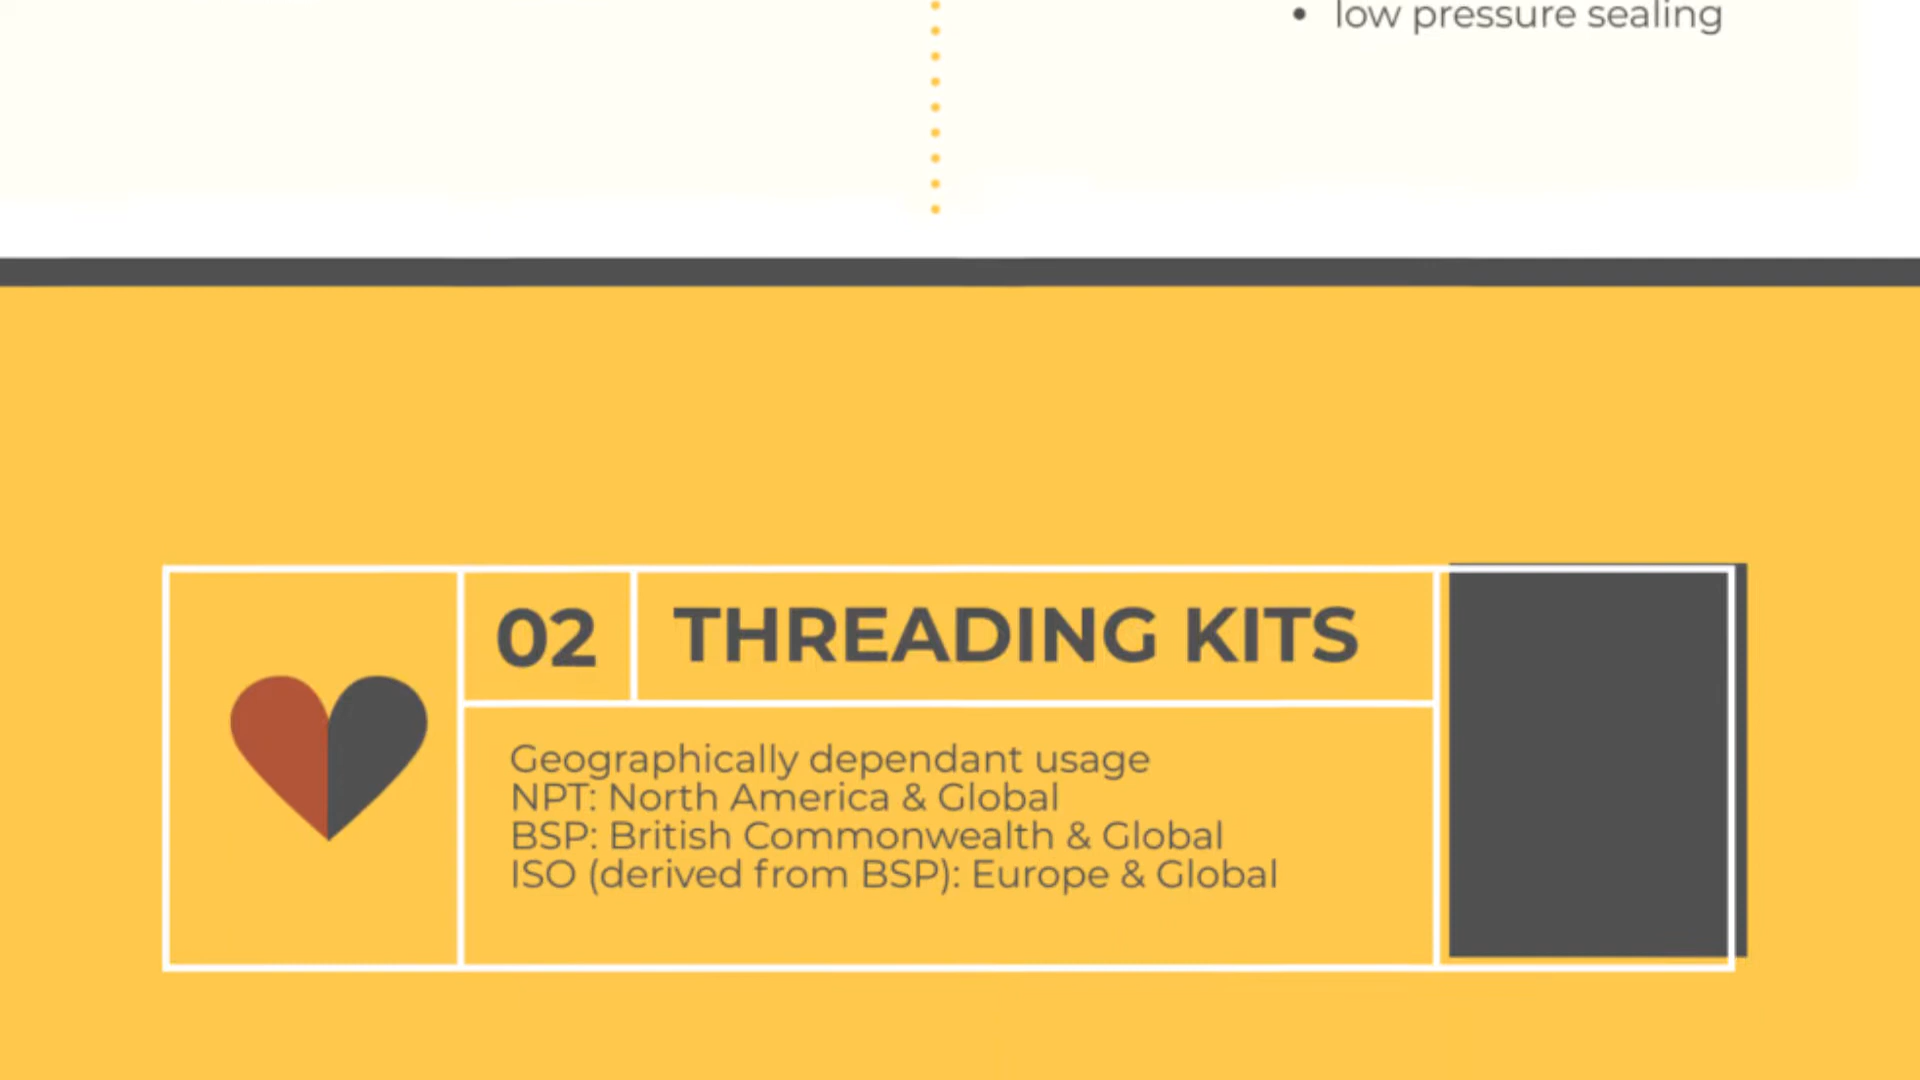 • low pressure sealing
02
THREADING KITS
Geographically dependant usage
NPT: North America & Global
BSP: British Commonwealth & Global
ISO (derived from BSP): Europe & Global